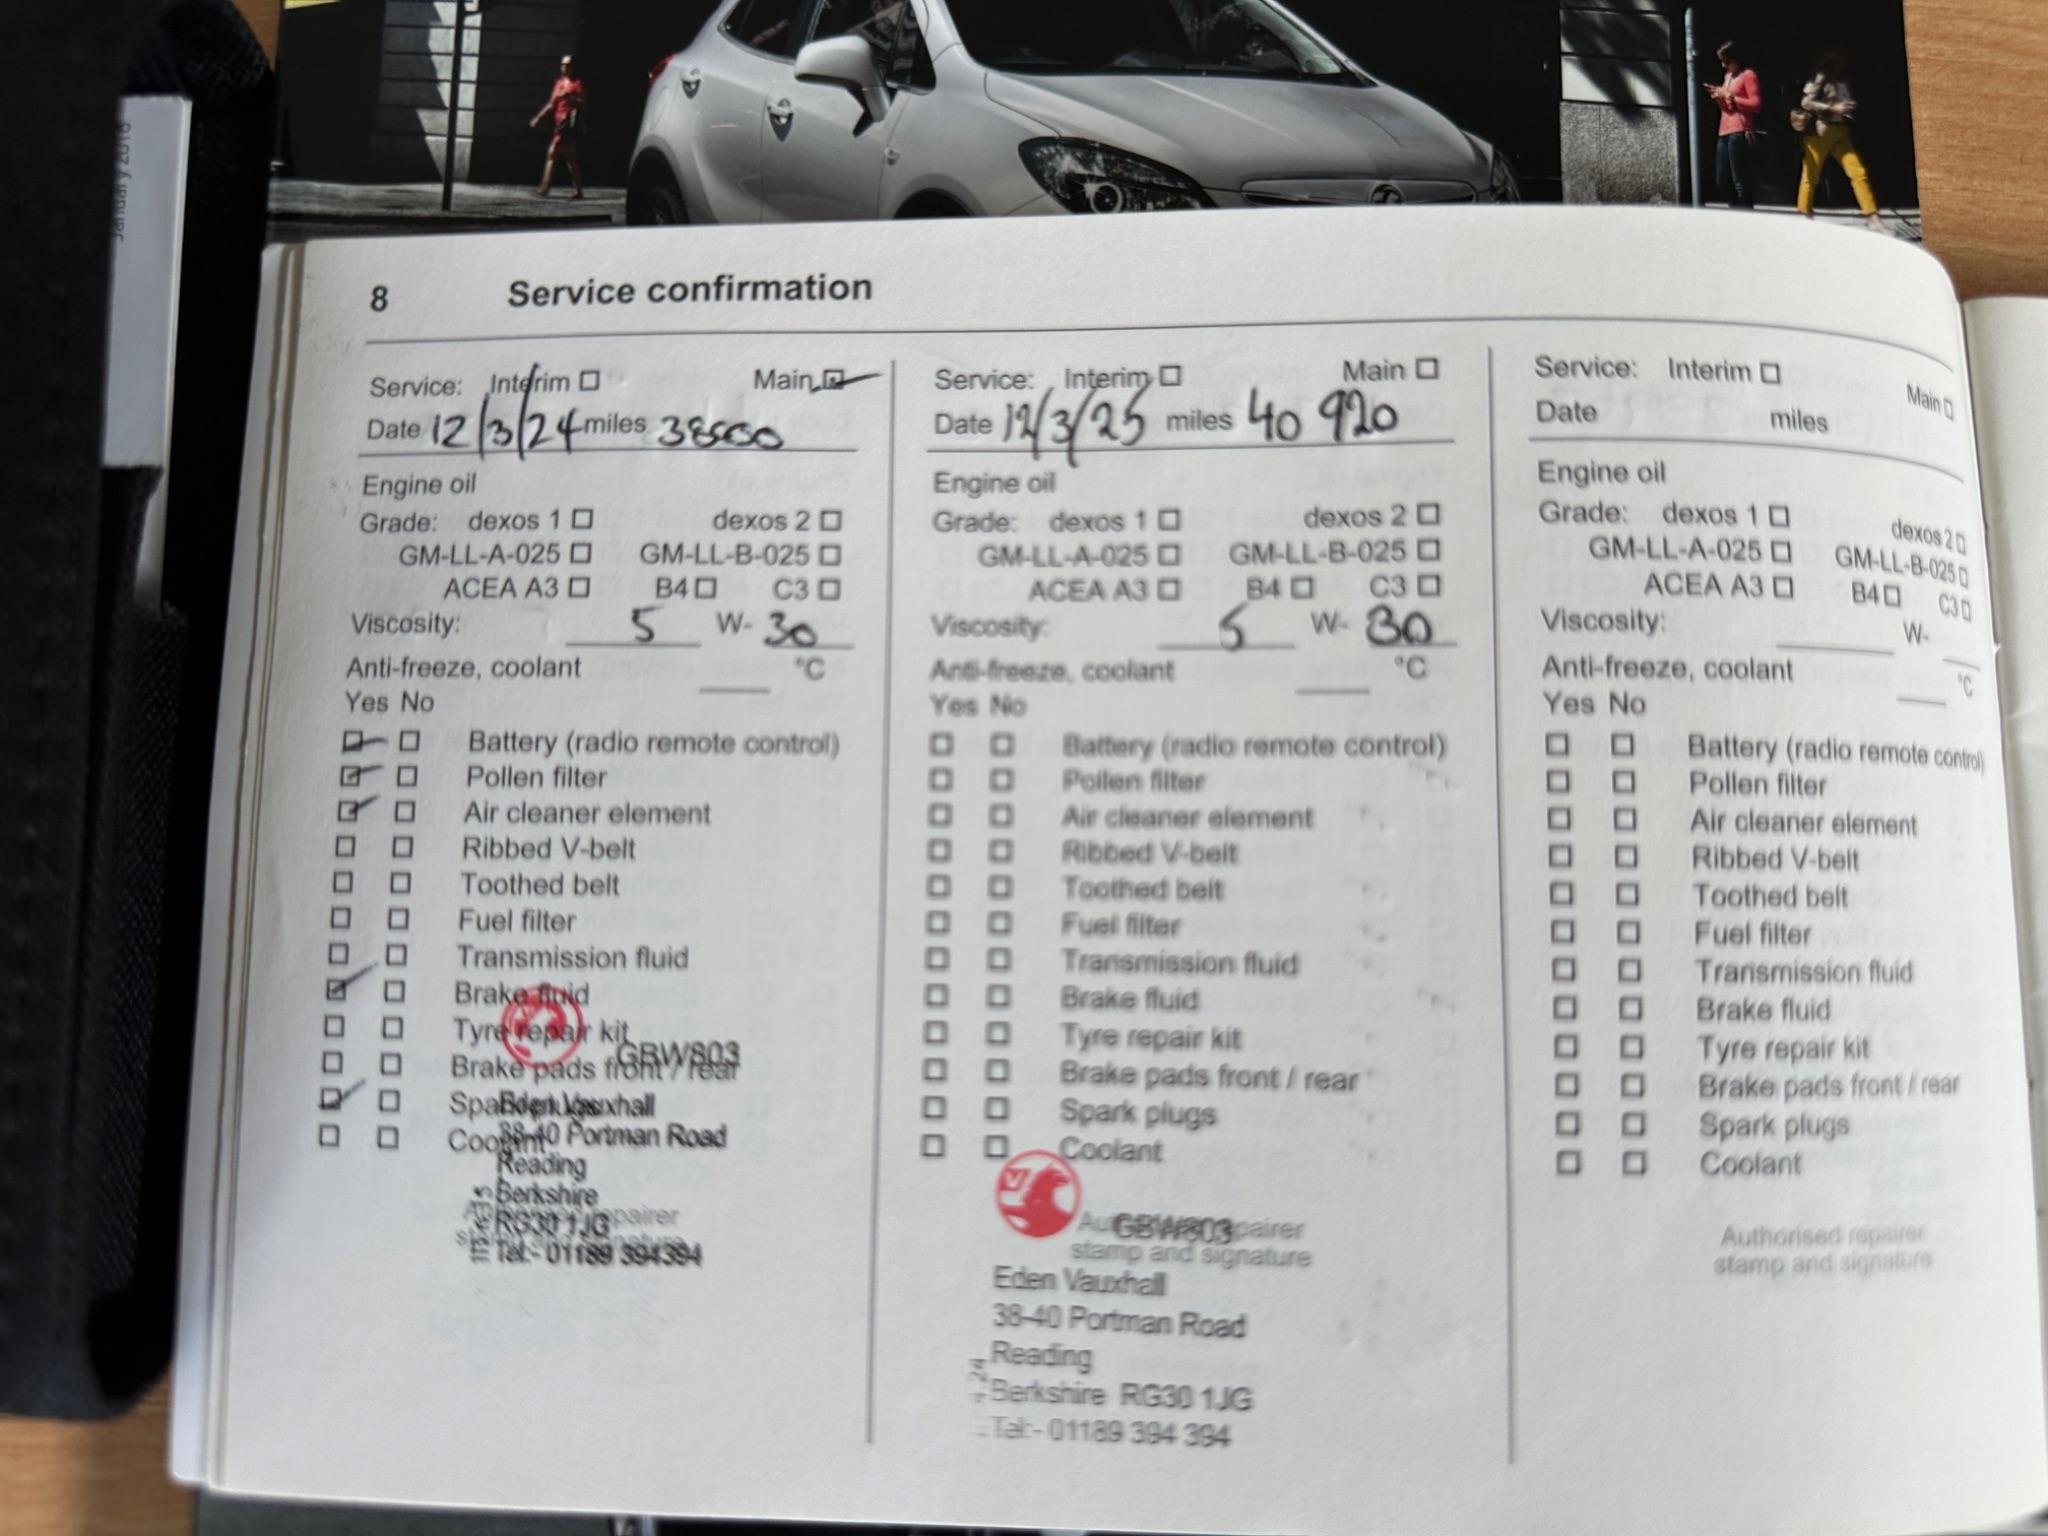 January 2016
8 Service confirmation
Service: Interim Main
Date 12/3/24 miles 38500
Engine oil
Grade: dexos 1 dexos 2
GM-LL-A-025 GM-LL-B-025
ACEA A3 B4 C3
Viscosity: 5 W- 30
Anti-freeze, coolant °C
Yes No
Battery (radio remote control)
Pollen filter
Air cleaner element
Ribbed V-belt
Toothed belt
Fuel filter
Transmission fluid
Brake fluid
Tyre repair kit
GBW803
Brake pads front / rear
Spark plugs
Eden Vauxhall
Coolant
38-40 Portman Road
Reading
Berkshire
Authorised repairer
RG30 1JG
stamp and signature
Tel:- 01189 394394
Service: Interim Main
Date 12/3/25 miles 40 920
Engine oil
Grade: dexos 1 dexos 2
GM-LL-A-025 GM-LL-B-025
ACEA A3 B4 C3
Viscosity: 5 W- 30
Anti-freeze, coolant °C
Yes No
Battery (radio remote control)
Pollen filter
Air cleaner element
Ribbed V-belt
Toothed belt
Fuel filter
Transmission fluid
Brake fluid
Tyre repair kit
Brake pads front / rear
Spark plugs
Coolant
Authorised repairer
GBW803
stamp and signature
Eden Vauxhall
38-40 Portman Road
Reading
Berkshire RG30 1JG
Tel:- 01189 394 394
Service: Interim Main
Date miles
Engine oil
Grade: dexos 1 dexos 2
GM-LL-A-025 GM-LL-B-025
ACEA A3 B4 C3
Viscosity: W-
Anti-freeze, coolant °C
Yes No
Battery (radio remote control)
Pollen filter
Air cleaner element
Ribbed V-belt
Toothed belt
Fuel filter
Transmission fluid
Brake fluid
Tyre repair kit
Brake pads front / rear
Spark plugs
Coolant
Authorised repairer
stamp and signature